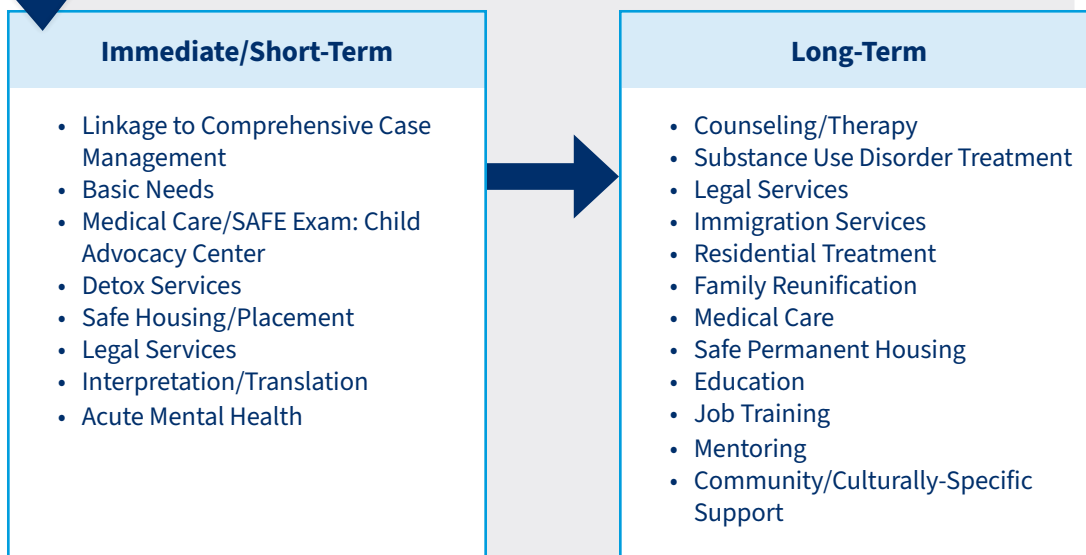 Immediate/Short-Term
• Linkage to Comprehensive Case
Management
• Basic Needs
• Medical Care/SAFE Exam: Child
Advocacy Center
• Detox Services
• Safe Housing/Placement
• Legal Services
• Interpretation/Translation
• Acute Mental Health
Long-Term
• Counseling/Therapy
• Substance Use Disorder Treatment
• Legal Services
• Immigration Services
• Residential Treatment
• Family Reunification
• Medical Care
• Safe Permanent Housing
• Education
• Job Training
• Mentoring
• Community/Culturally-Specific
Support